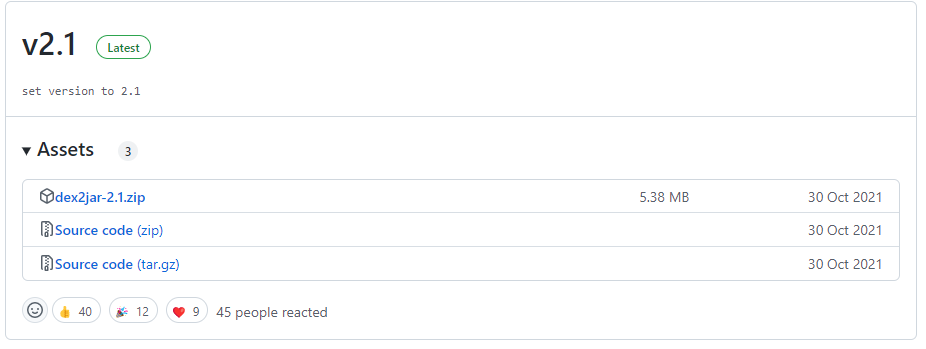 v2.1 Latest
set version to 2.1
Assets 3
dex2jar-2.1.zip 5.38 MB 30 Oct 2021
Source code (zip) 30 Oct 2021
Source code (tar.gz) 30 Oct 2021
👍 40 🎉 12 ❤️ 9 45 people reacted